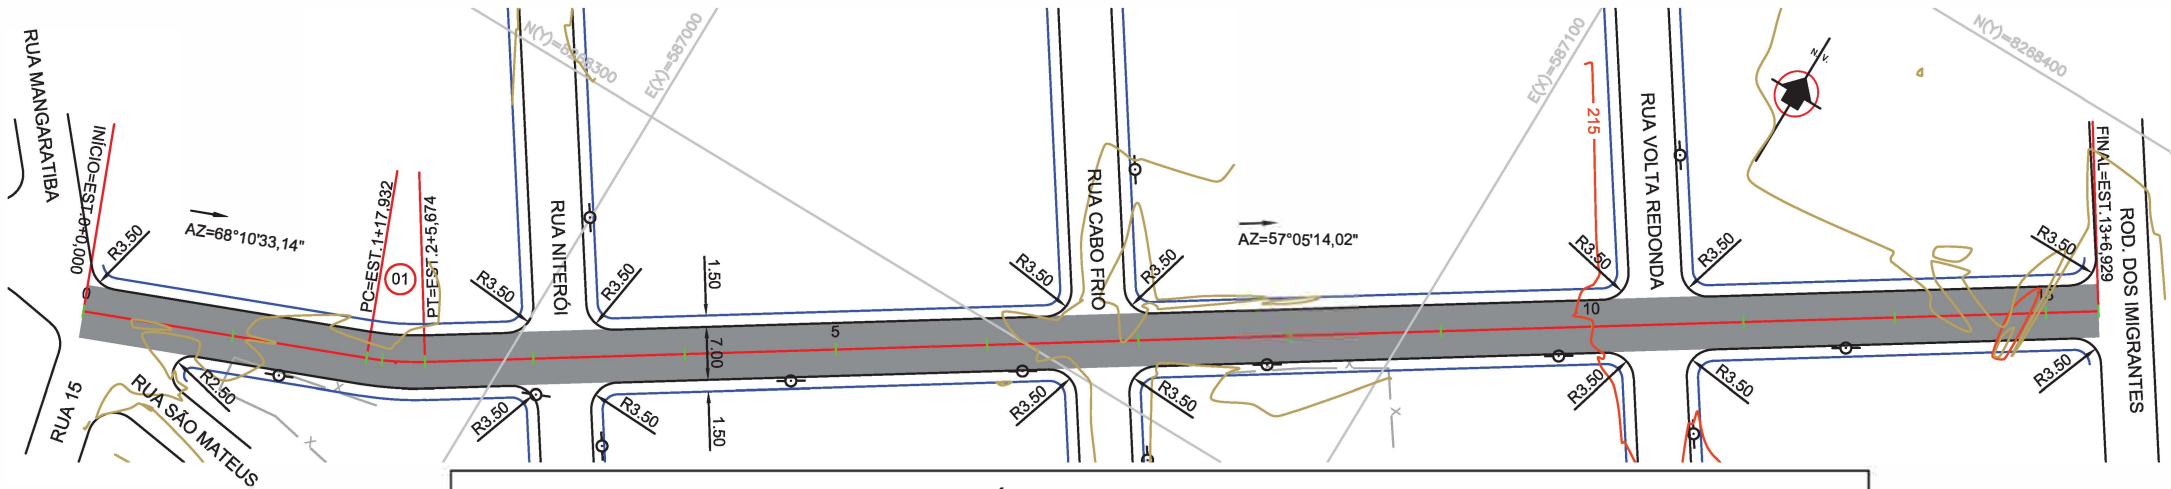 RUA MANGARATIBA
INÍCIO=EST.0+0,000
0
R3.50
AZ=68°10'33,14"
PC=EST.1+17,932
01
PT=EST.2+5,674
R3.50
RUA NITERÓI
R3.50
N(Y)=8268300
E(X)=587000
1.50
7.00
1.50
5
R3.50
RUA CABO FRIO
R3.50
AZ=57°05'14,02"
E(X)=587100
215
R3.50
10
RUA VOLTA REDONDA
R3.50
N.V.
N(Y)=8268400
R3.50
FINAL=EST.13+6,929
ROD. DOS IMIGRANTES
RUA 15
RUA SÃO MATEUS
R2.50
X
X
R3.50
R3.50
R3.50
R3.50
X
X
R3.50
R3.50
R3.50